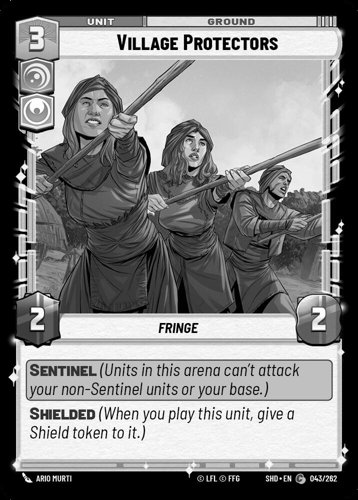 UNIT GROUND
3 VILLAGE PROTECTORS
2 FRINGE 2
SENTINEL (Units in this arena can't attack
your non-Sentinel units or your base.)
SHIELDED (When you play this unit, give a
Shield token to it.)
ARIO MURTI © LFL © FFG SHD • EN C 043/262